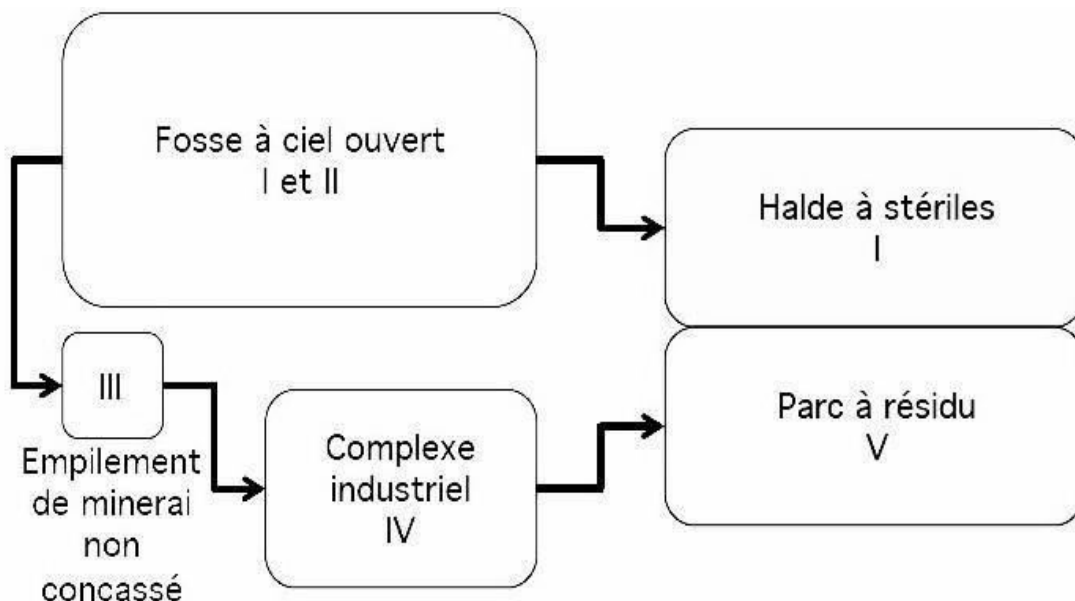 Fosse à ciel ouvert
I et II
Halde à stériles
I
III
Empilement
de minerai
non
concassé
Complexe
industriel
IV
Parc à résidu
V